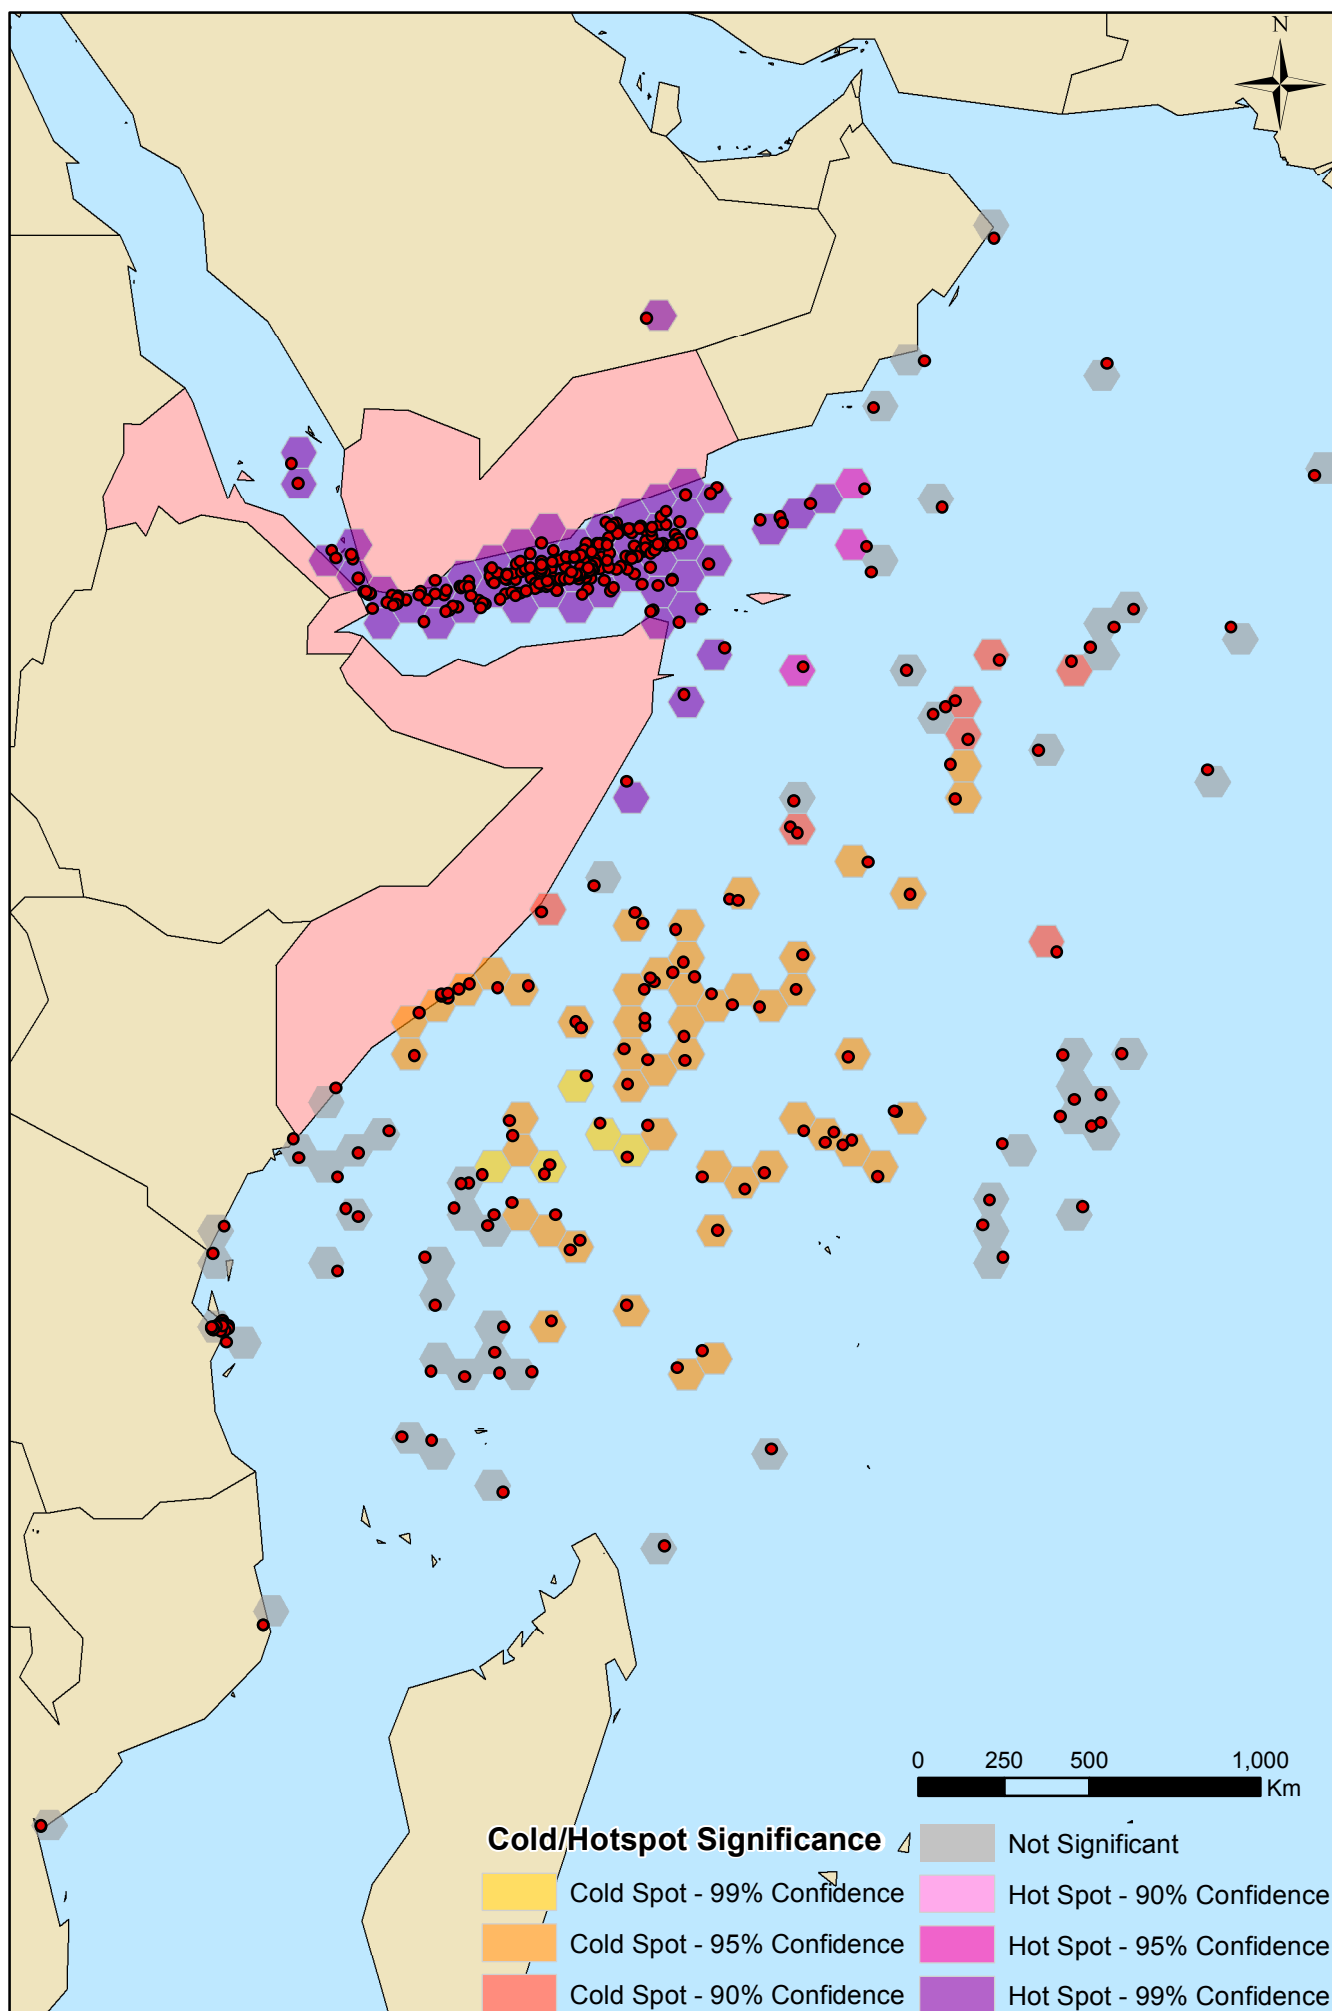 N
0 250 500 1,000
Km
Cold/Hotspot Significance
Cold Spot - 99% Confidence
Cold Spot - 95% Confidence
Cold Spot - 90% Confidence
Not Significant
Hot Spot - 90% Confidence
Hot Spot - 95% Confidence
Hot Spot - 99% Confidence